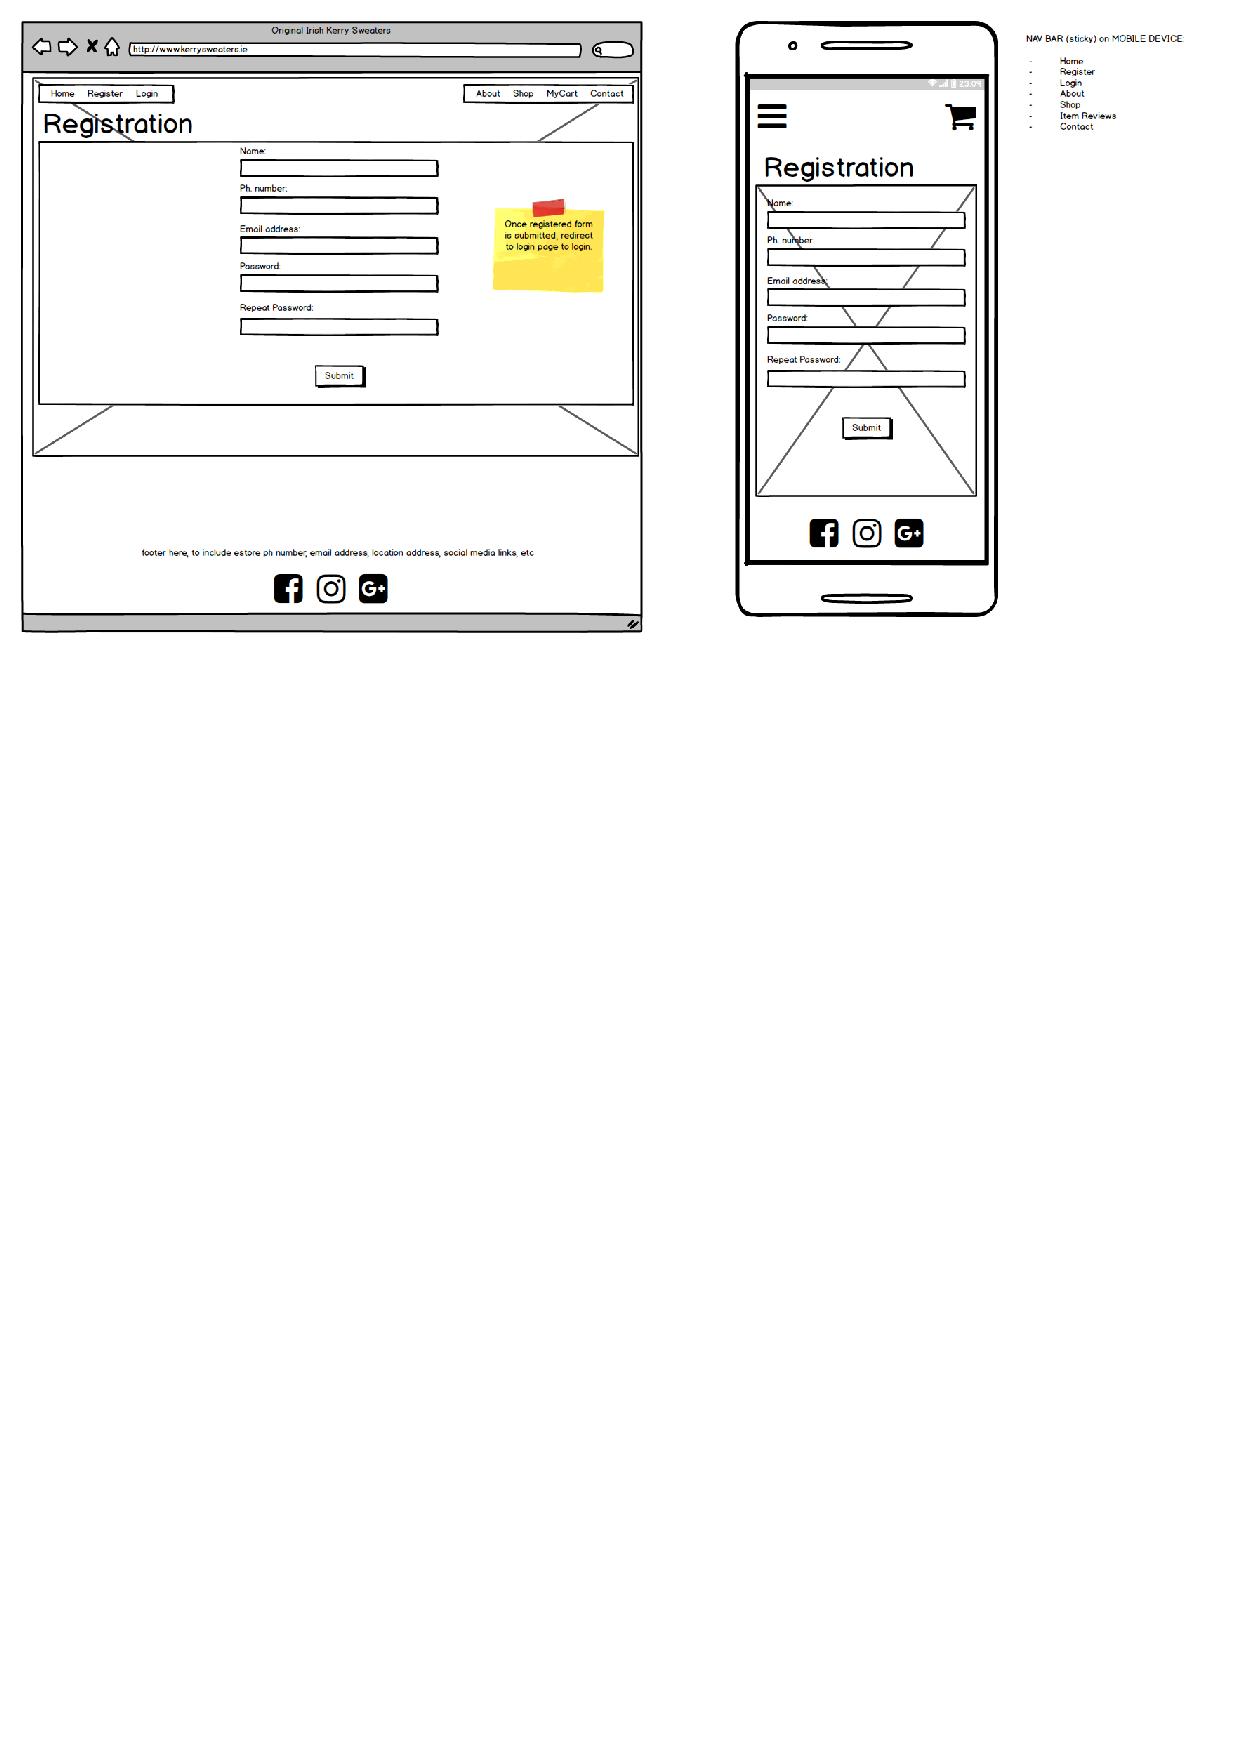 Original Irish Kerry Sweaters
http://www.kerrysweaters.ie
Home Register Login
About Shop MyCart Contact
Registration
Name:
Ph. number:
Email address:
Password:
Repeat Password:
Submit
Once registered form
is submitted, redirect
to login page to login.
footer here, to include estore ph number, email address, location address, social media links, etc
G+
23:04
Registration
Name:
Ph. number:
Email address:
Password:
Repeat Password:
Submit
G+
NAV BAR (sticky) on MOBILE DEVICE:
- Home
- Register
- Login
- About
- Shop
- Item Reviews
- Contact